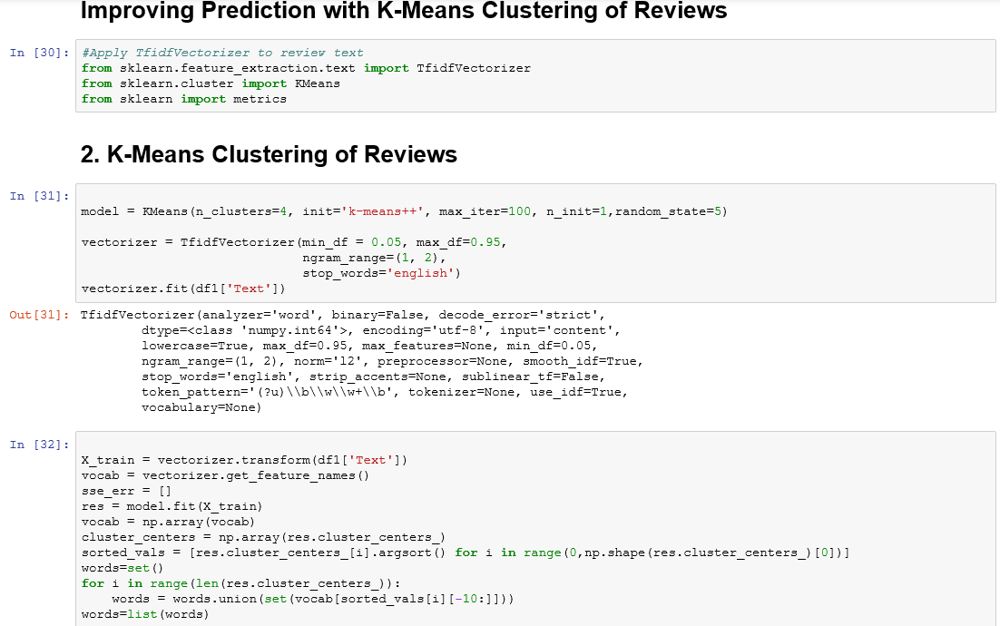 Improving Prediction with K-Means Clustering of Reviews
In [30]:
#Apply TfidfVectorizer to review text
from sklearn.feature_extraction.text import TfidfVectorizer
from sklearn.cluster import KMeans
from sklearn import metrics
2. K-Means Clustering of Reviews
In [31]:
model = KMeans(n_clusters=4, init='k-means++', max_iter=100, n_init=1,random_state=5)
vectorizer = TfidfVectorizer(min_df = 0.05, max_df=0.95,
ngram_range=(1, 2),
stop_words='english')
vectorizer.fit(df1['Text'])
Out[31]: TfidfVectorizer(analyzer='word', binary=False, decode_error='strict',
dtype=<class 'numpy.int64'>, encoding='utf-8', input='content',
lowercase=True, max_df=0.95, max_features=None, min_df=0.05,
ngram_range=(1, 2), norm='l2', preprocessor=None, smooth_idf=True,
stop_words='english', strip_accents=None, sublinear_tf=False,
token_pattern='(?u)\\b\\w\\w+\\b', tokenizer=None, use_idf=True,
vocabulary=None)
In [32]:
X_train = vectorizer.transform(df1['Text'])
vocab = vectorizer.get_feature_names()
sse_err = []
res = model.fit(X_train)
vocab = np.array(vocab)
cluster_centers = np.array(res.cluster_centers_)
sorted_vals = [res.cluster_centers_[i].argsort() for i in range(0,np.shape(res.cluster_centers_)[0])]
words=set()
for i in range(len(res.cluster_centers_)):
words = words.union(set(vocab[sorted_vals[i][-10:]]))
words=list(words)